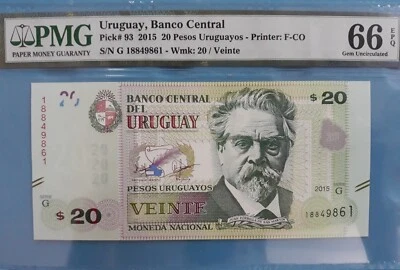 PMG
PAPER MONEY GUARANTY
Uruguay, Banco Central
Pick# 93 2015 20 Pesos Uruguayos - Printer: F-CO
S/N G 18849861 - Wmk: 20 / Veinte
66 EPQ
Gem Uncirculated
18849861
BANCO CENTRAL
DEL
URUGUAY
$ 20
PESOS URUGUAYOS
VEINTE
MONEDA NACIONAL
G
$ 20
2015 G
18849861